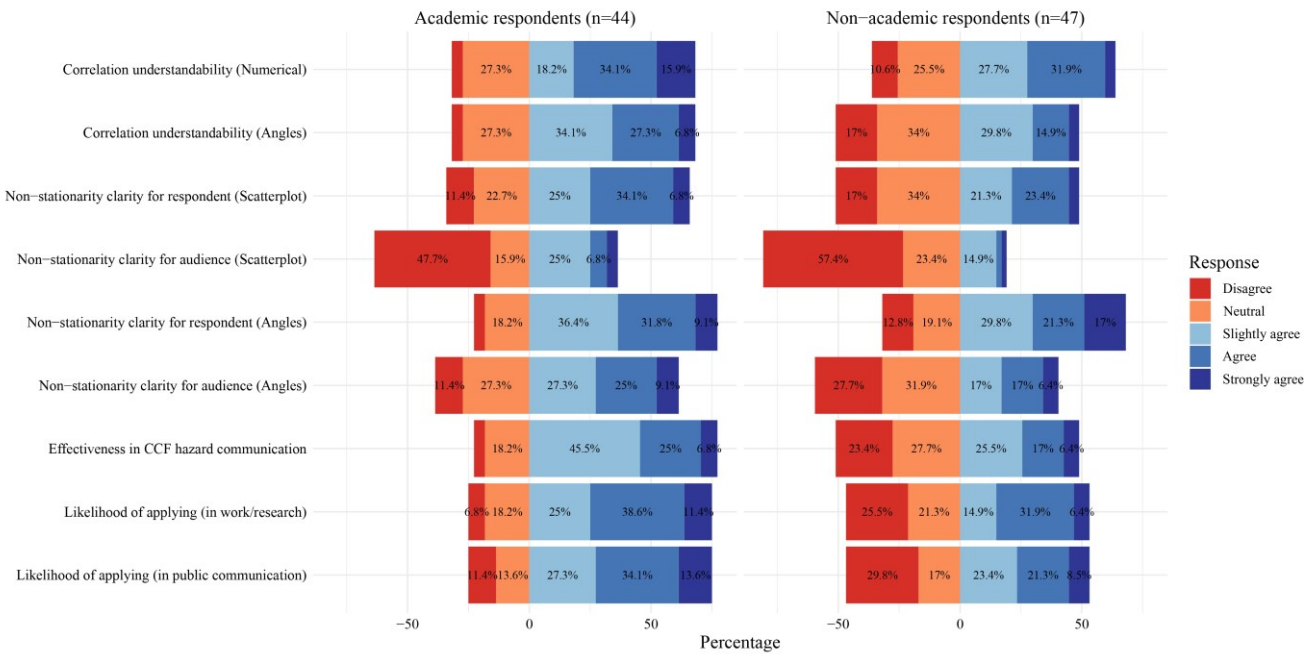 Academic respondents (n=44)
Non−academic respondents (n=47)
Correlation understandability (Numerical)
27.3% 18.2% 34.1% 15.9%
10.6% 25.5% 27.7% 31.9%
Correlation understandability (Angles)
27.3% 34.1% 27.3% 6.8%
17% 34% 29.8% 14.9%
Non−stationarity clarity for respondent (Scatterplot)
11.4% 22.7% 25% 34.1% 6.8%
17% 34% 21.3% 23.4%
Non−stationarity clarity for audience (Scatterplot)
47.7% 15.9% 25% 6.8%
57.4% 23.4% 14.9%
Non−stationarity clarity for respondent (Angles)
18.2% 36.4% 31.8% 9.1%
12.8% 19.1% 29.8% 21.3% 17%
Non−stationarity clarity for audience (Angles)
11.4% 27.3% 27.3% 25% 9.1%
27.7% 31.9% 17% 17% 6.4%
Effectiveness in CCF hazard communication
18.2% 45.5% 25% 6.8%
23.4% 27.7% 25.5% 17% 6.4%
Likelihood of applying (in work/research)
6.8% 18.2% 25% 38.6% 11.4%
25.5% 21.3% 14.9% 31.9% 6.4%
Likelihood of applying (in public communication)
11.4% 13.6% 27.3% 34.1% 13.6%
29.8% 17% 23.4% 21.3% 8.5%
−50 0 50
−50 0 50
Percentage
Response
Disagree
Neutral
Slightly agree
Agree
Strongly agree